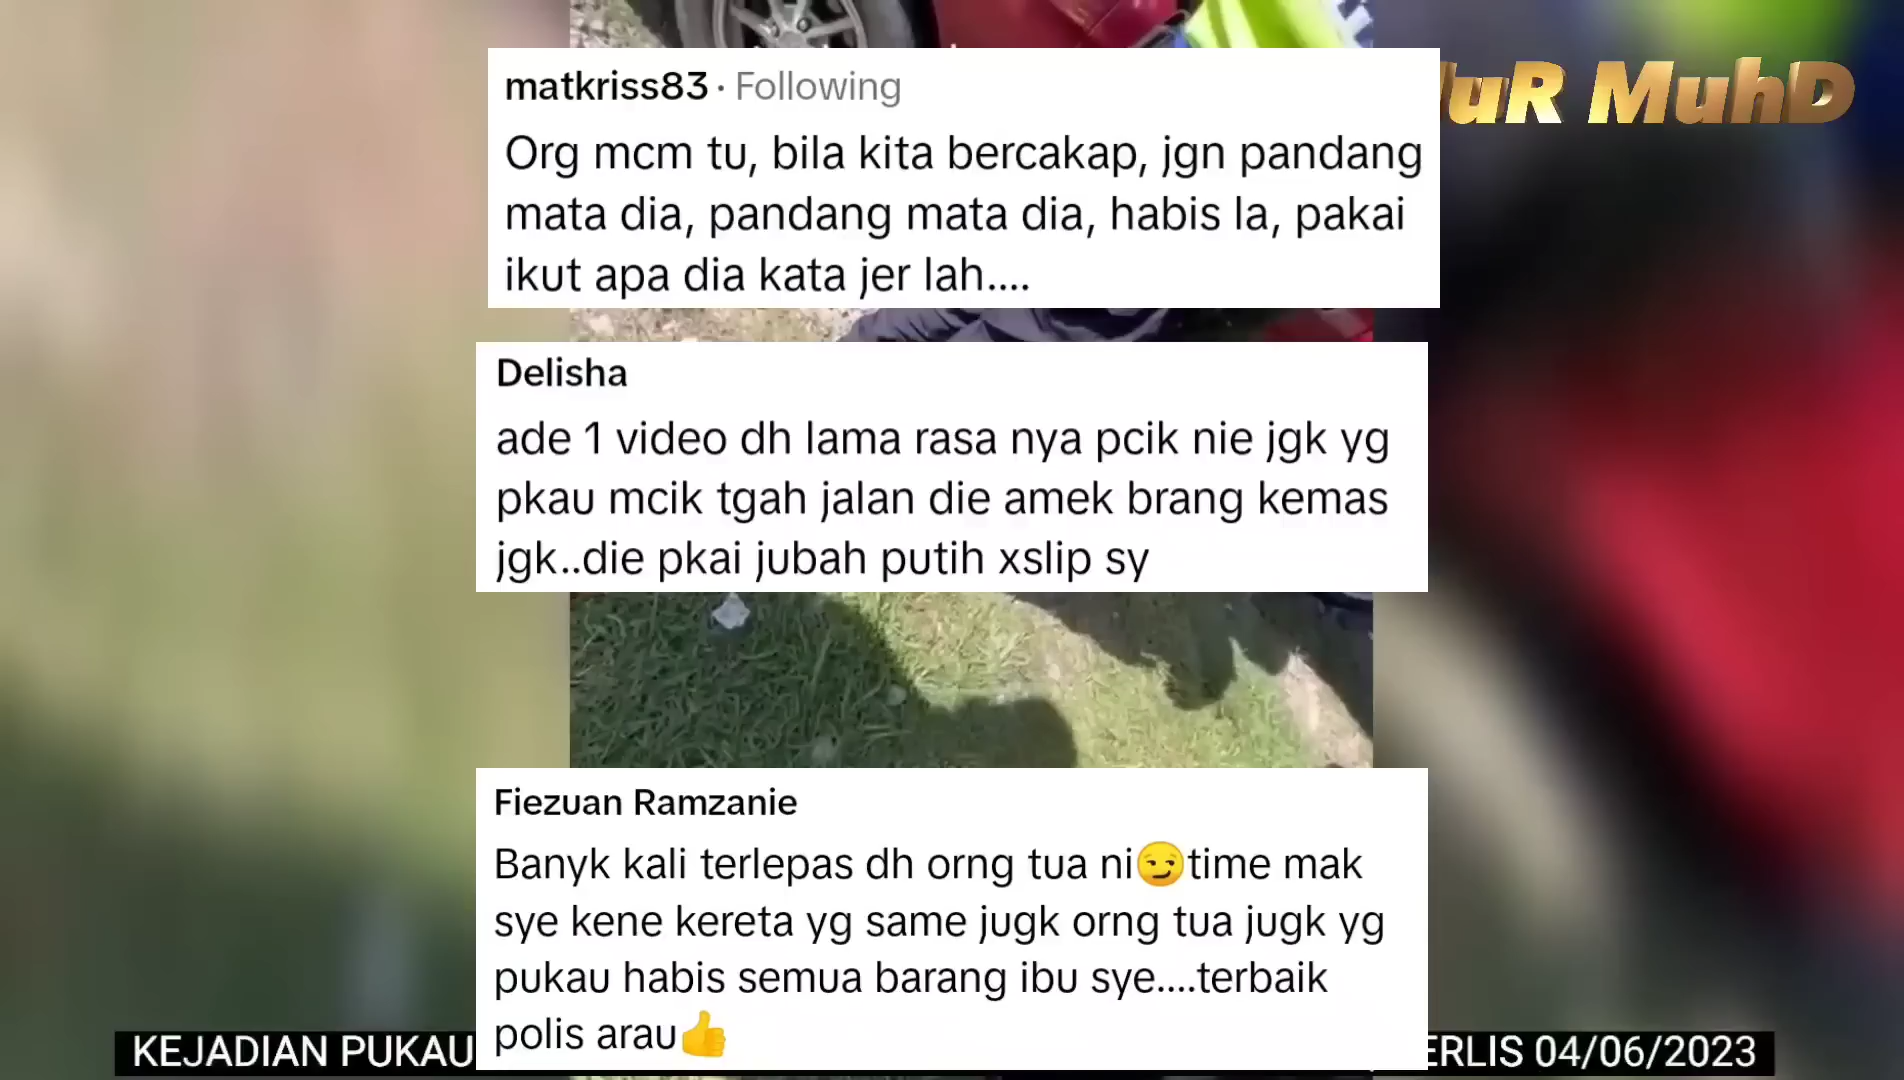 uR MuhD
matkriss83 · Following
Org mcm tu, bila kita bercakap, jgn pandang
mata dia, pandang mata dia, habis la, pakai
ikut apa dia kata jer lah....
Delisha
ade 1 video dh lama rasa nya pcik nie jgk yg
pkau mcik tgah jalan die amek brang kemas
jgk..die pkai jubah putih xslip sy
Fiezuan Ramzanie
Banyk kali terlepas dh orng tua ni😏time mak
sye kene kereta yg same jugk orng tua jugk yg
pukau habis semua barang ibu sye....terbaik
polis arau👍
KEJADIAN PUKAU ERLIS 04/06/2023